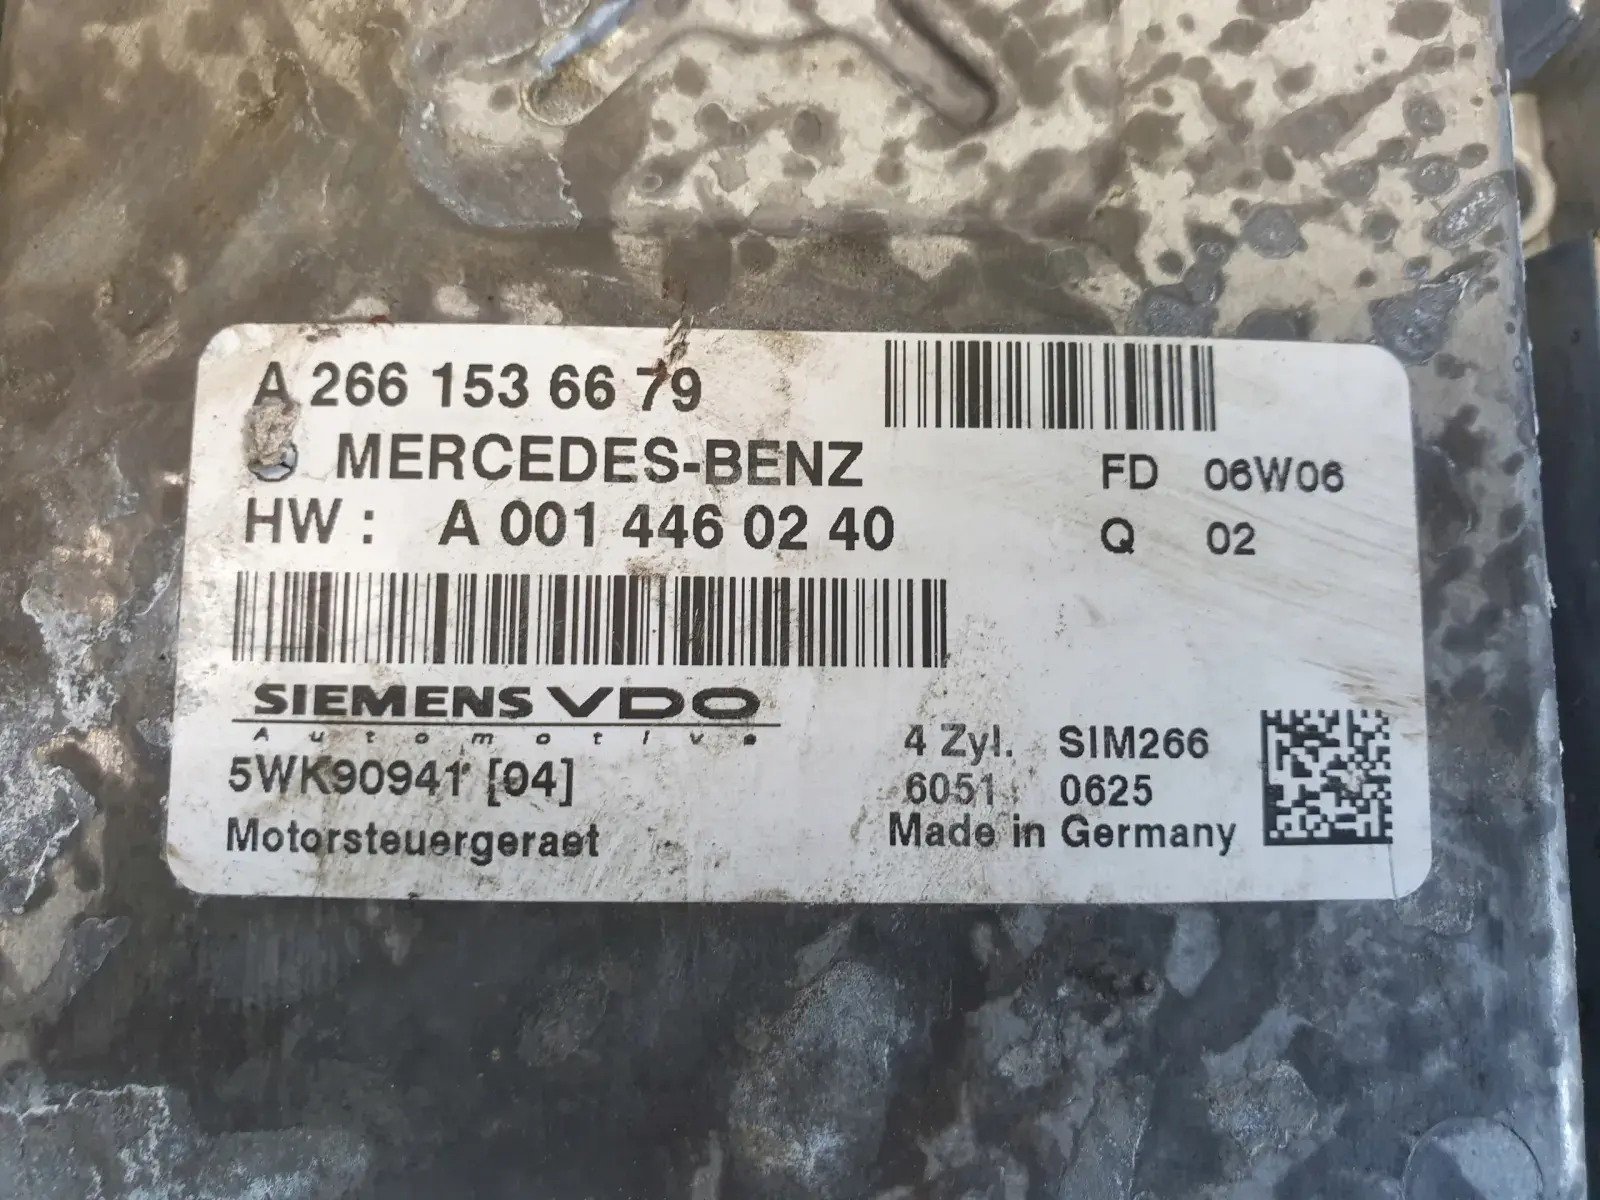 A 266 153 66 79
MERCEDES-BENZ
HW : A 001 446 02 40
FD 06W06
Q 02
SIEMENS VDO
Automotive
5WK90941 [04]
Motorsteuergeraet
4 Zyl. SIM266
6051 0625
Made in Germany